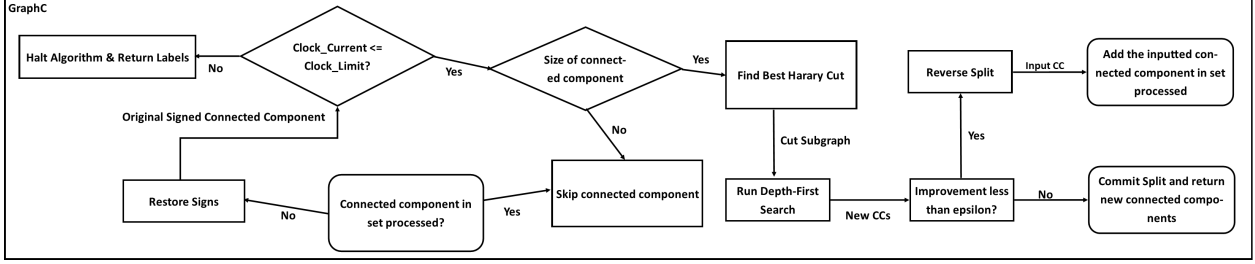 GraphC
Halt Algorithm & Return Labels
No
Clock_Current <=
Clock_Limit?
Yes
Size of connect-
ed component
Yes
No
Find Best Harary Cut
Cut Subgraph
Reverse Split
Input CC
Add the inputted con-
nected component in set
processed
Original Signed Connected Component
Restore Signs
No
Connected component in
set processed?
Yes
Skip connected component
Run Depth-First
Search
New CCs
Improvement less
than epsilon?
Yes
No
Commit Split and return
new connected compo-
nents